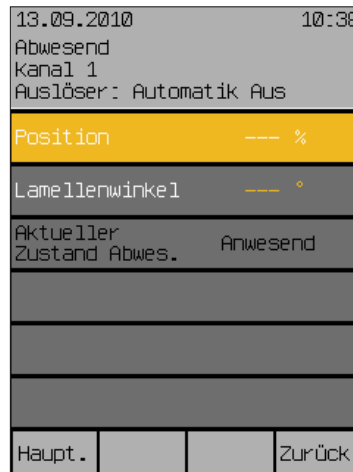 13.09.2010 10:38
Abwesend
Kanal 1
Auslöser: Automatik Aus
Position --- %
Lamellenwinkel --- °
Aktueller
Zustand Abwes. Anwesend
Haupt. Zurück